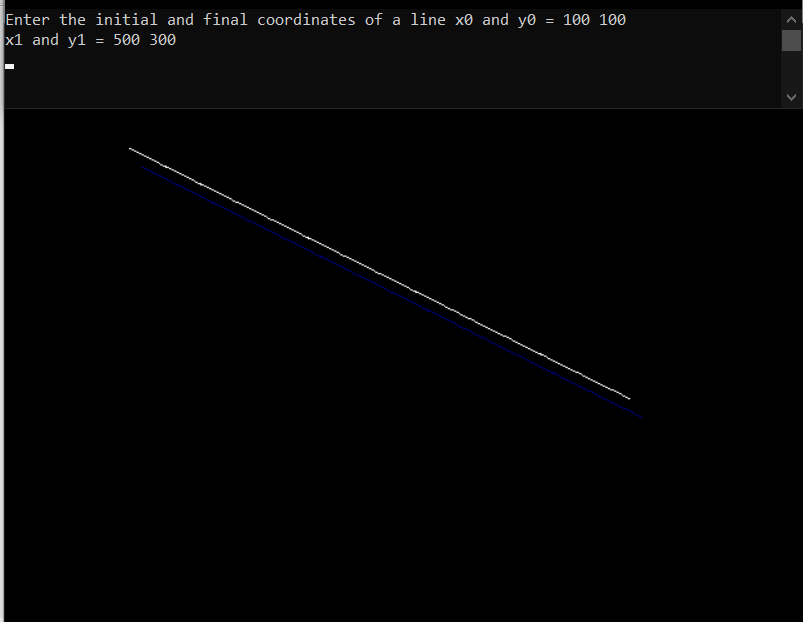 Enter the initial and final coordinates of a line x0 and y0 = 100 100
x1 and y1 = 500 300